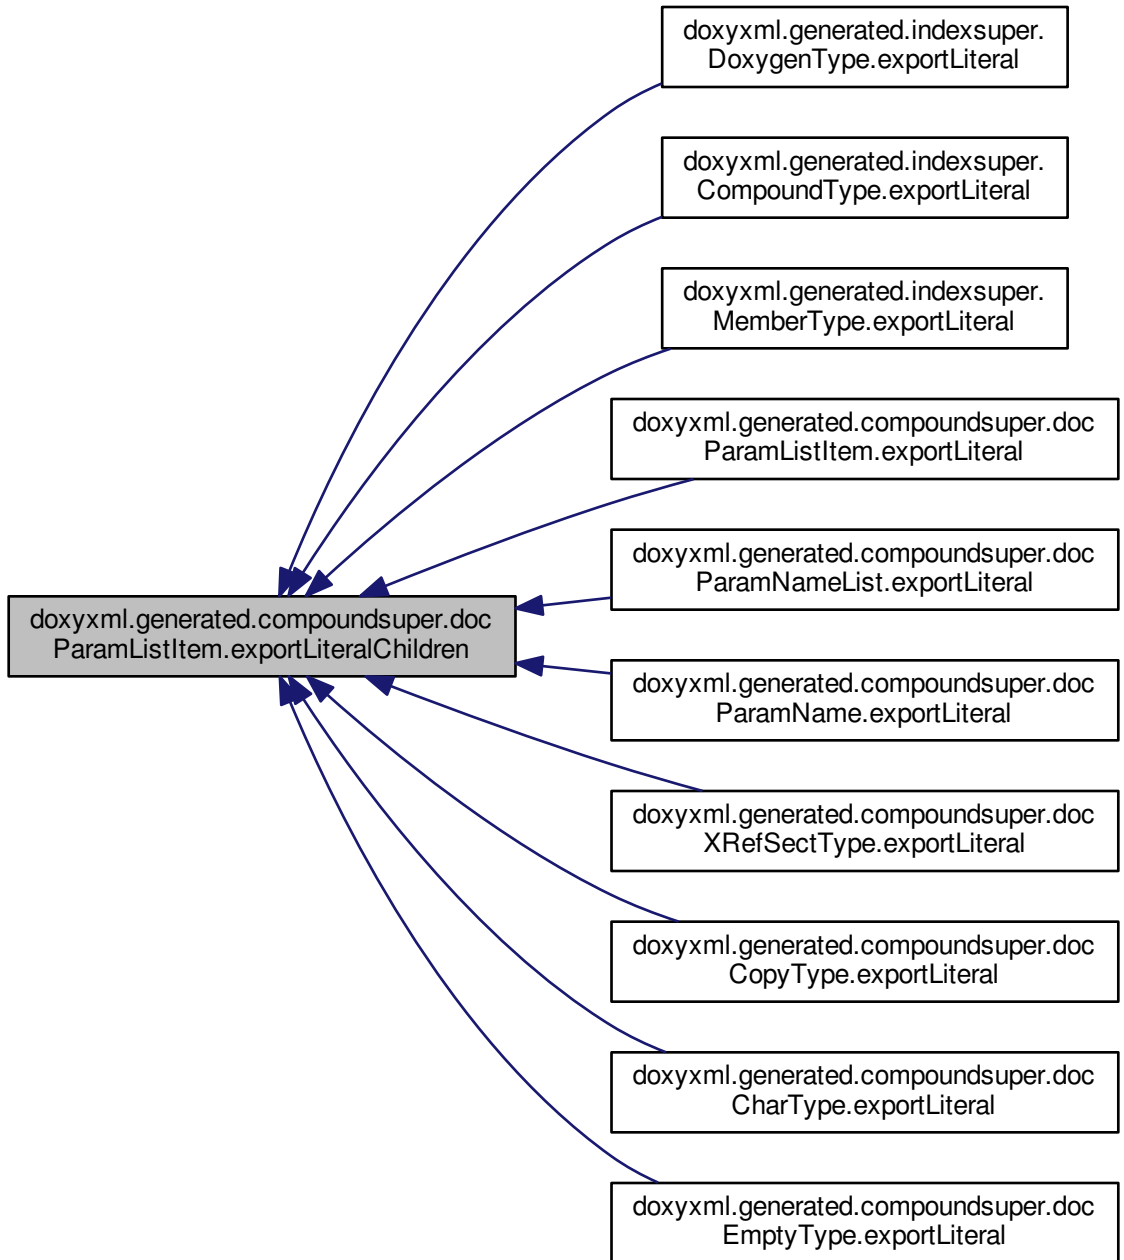 doxyxml.generated.indexsuper.
DoxygenType.exportLiteral
doxyxml.generated.indexsuper.
CompoundType.exportLiteral
doxyxml.generated.indexsuper.
MemberType.exportLiteral
doxyxml.generated.compoundsuper.doc
ParamListItem.exportLiteral
doxyxml.generated.compoundsuper.doc
ParamNameList.exportLiteral
doxyxml.generated.compoundsuper.doc
ParamListItem.exportLiteralChildren
doxyxml.generated.compoundsuper.doc
ParamName.exportLiteral
doxyxml.generated.compoundsuper.doc
XRefSectType.exportLiteral
doxyxml.generated.compoundsuper.doc
CopyType.exportLiteral
doxyxml.generated.compoundsuper.doc
CharType.exportLiteral
doxyxml.generated.compoundsuper.doc
EmptyType.exportLiteral